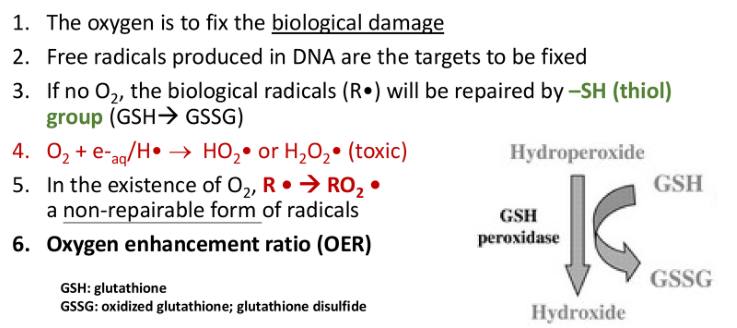 1. The oxygen is to fix the biological damage
2. Free radicals produced in DNA are the targets to be fixed
3. If no O₂, the biological radicals (R•) will be repaired by –SH (thiol)
group (GSH→ GSSG)
4. O₂ + e-aq/H• → HO₂• or H₂O₂• (toxic)
5. In the existence of O₂, R • → RO₂ •
a non-repairable form of radicals
6. Oxygen enhancement ratio (OER)
GSH: glutathione
GSSG: oxidized glutathione; glutathione disulfide
Hydroperoxide
GSH
GSH
peroxidase
GSSG
Hydroxide